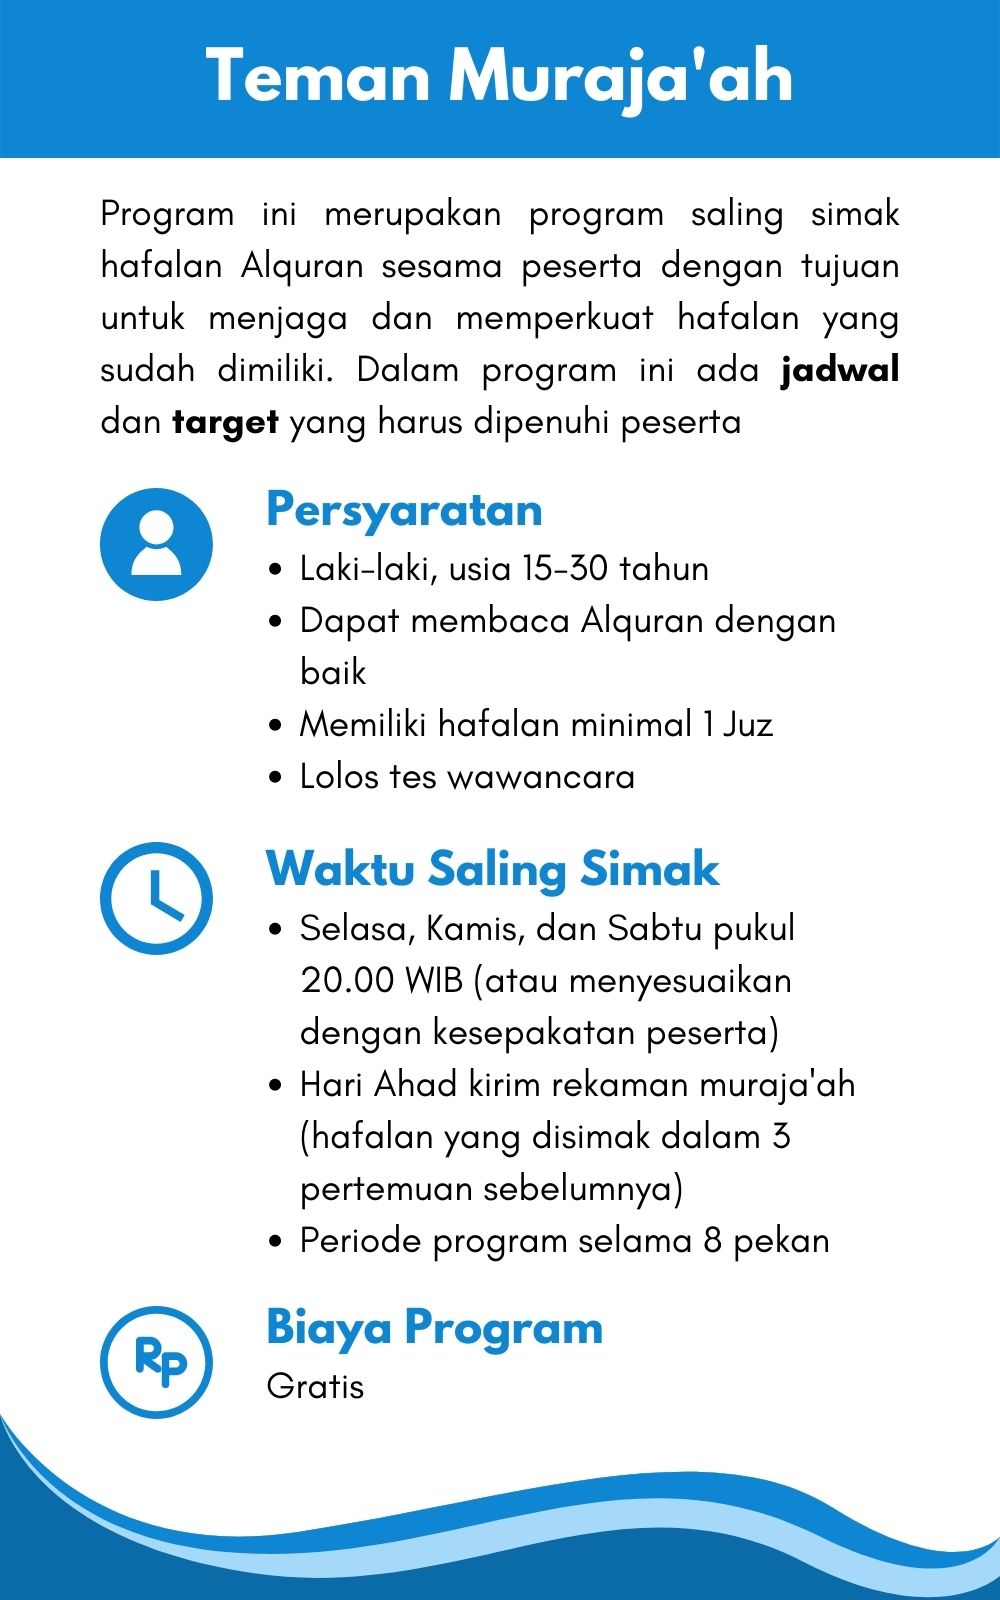 Teman Muraja'ah
Program ini merupakan program saling simak
hafalan Alquran sesama peserta dengan tujuan
untuk menjaga dan memperkuat hafalan yang
sudah dimiliki. Dalam program ini ada jadwal
dan target yang harus dipenuhi peserta
Persyaratan
• Laki-laki, usia 15-30 tahun
• Dapat membaca Alquran dengan
baik
• Memiliki hafalan minimal 1 Juz
• Lolos tes wawancara
Waktu Saling Simak
• Selasa, Kamis, dan Sabtu pukul
20.00 WIB (atau menyesuaikan
dengan kesepakatan peserta)
• Hari Ahad kirim rekaman muraja'ah
(hafalan yang disimak dalam 3
pertemuan sebelumnya)
• Periode program selama 8 pekan
Rp
Biaya Program
Gratis